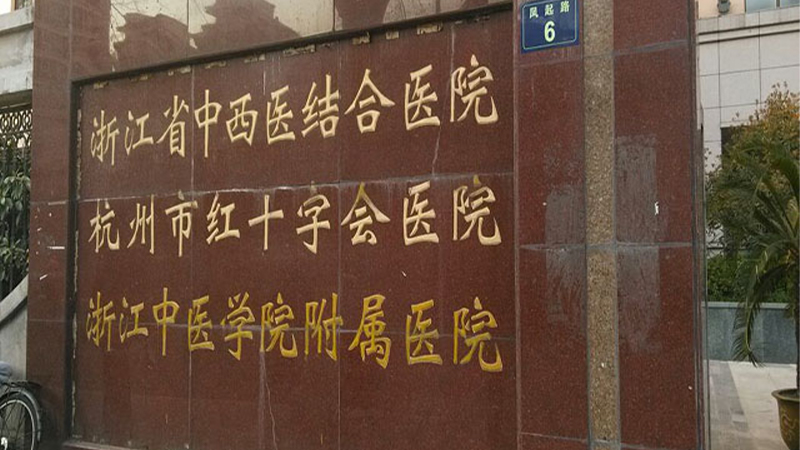 凤起路
6
浙江省中西医结合医院
杭州市红十字会医院
浙江中医学院附属医院